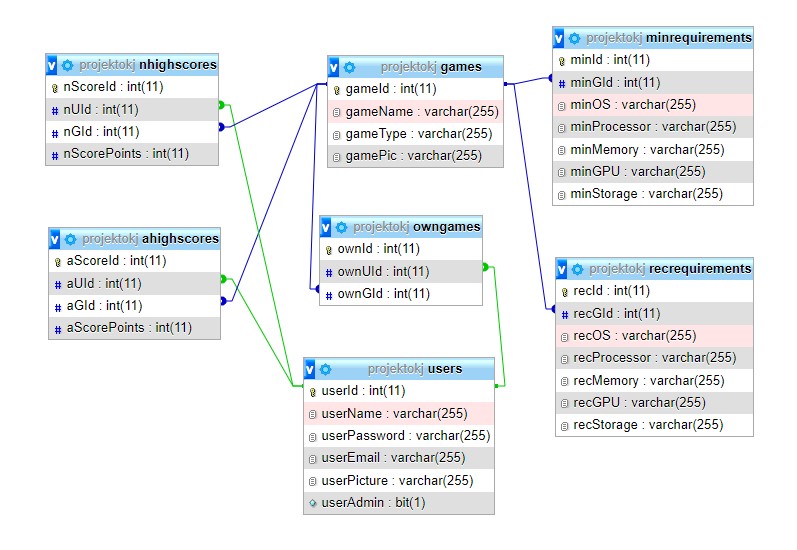 projektokj nhighscores
nScoreId : int(11)
nUId : int(11)
nGId : int(11)
nScorePoints : int(11)
projektokj games
gameId : int(11)
gameName : varchar(255)
gameType : varchar(255)
gamePic : varchar(255)
projektokj minrequirements
minId : int(11)
minGId : int(11)
minOS : varchar(255)
minProcessor : varchar(255)
minMemory : varchar(255)
minGPU : varchar(255)
minStorage : varchar(255)
projektokj ahighscores
aScoreId : int(11)
aUId : int(11)
aGId : int(11)
aScorePoints : int(11)
projektokj owngames
ownId : int(11)
ownUId : int(11)
ownGId : int(11)
projektokj recrequirements
recId : int(11)
recGId : int(11)
recOS : varchar(255)
recProcessor : varchar(255)
recMemory : varchar(255)
recGPU : varchar(255)
recStorage : varchar(255)
projektokj users
userId : int(11)
userName : varchar(255)
userPassword : varchar(255)
userEmail : varchar(255)
userPicture : varchar(255)
userAdmin : bit(1)